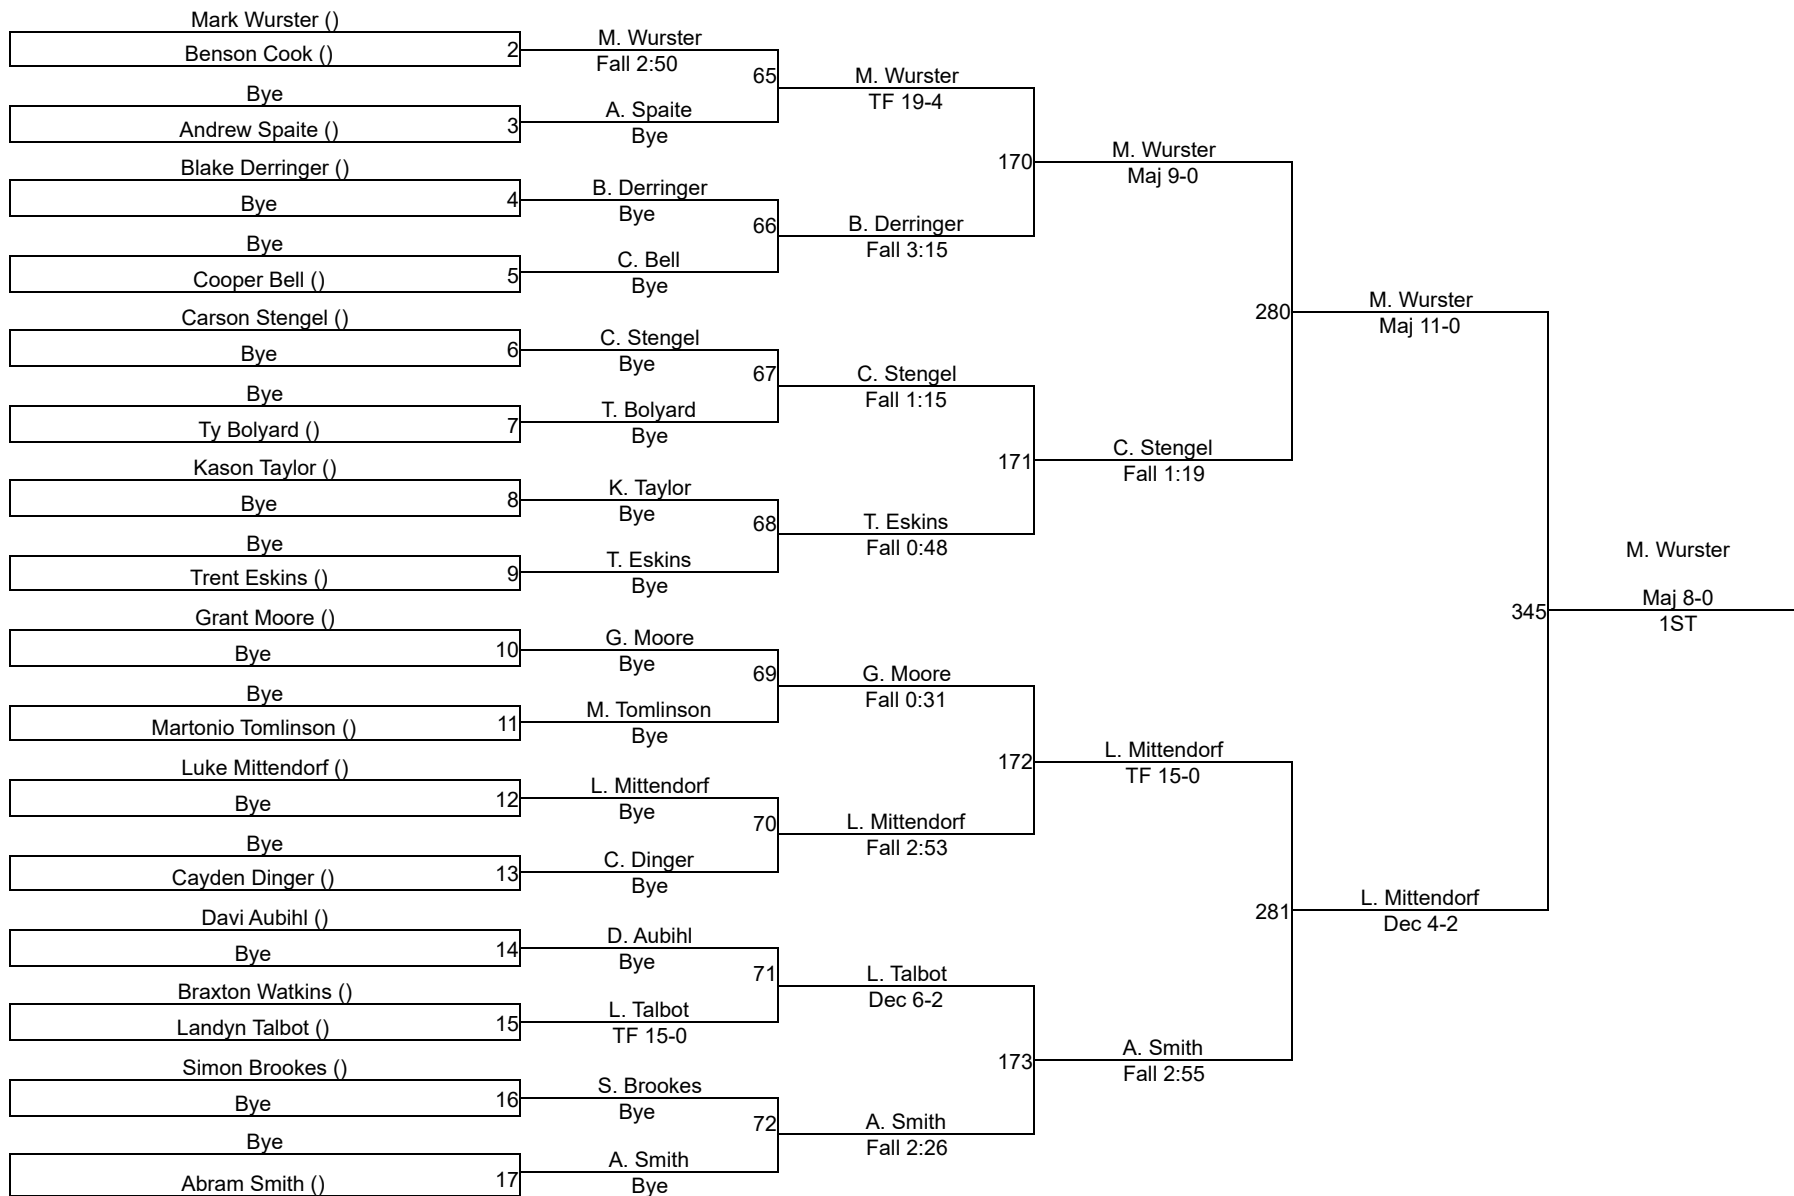 Mark Wurster ()
Benson Cook ()
2
Bye
Andrew Spaite ()
3
Blake Derringer ()
Bye
4
Bye
Cooper Bell ()
5
Carson Stengel ()
Bye
6
Bye
Ty Bolyard ()
7
Kason Taylor ()
Bye
8
Bye
Trent Eskins ()
9
Grant Moore ()
Bye
10
Bye
Martonio Tomlinson ()
11
Luke Mittendorf ()
Bye
12
Bye
Cayden Dinger ()
13
Davi Aubihl ()
Bye
14
Braxton Watkins ()
Landyn Talbot ()
15
Simon Brookes ()
Bye
16
Bye
Abram Smith ()
17
M. Wurster
Fall 2:50
65
A. Spaite
Bye
B. Derringer
Bye
66
C. Bell
Bye
C. Stengel
Bye
67
T. Bolyard
Bye
K. Taylor
Bye
68
T. Eskins
Bye
G. Moore
Bye
69
M. Tomlinson
Bye
L. Mittendorf
Bye
70
C. Dinger
Bye
D. Aubihl
Bye
71
L. Talbot
TF 15-0
S. Brookes
Bye
72
A. Smith
Bye
M. Wurster
TF 19-4
170
B. Derringer
Fall 3:15
C. Stengel
Fall 1:15
171
T. Eskins
Fall 0:48
G. Moore
Fall 0:31
172
L. Mittendorf
Fall 2:53
L. Talbot
Dec 6-2
173
A. Smith
Fall 2:26
M. Wurster
Maj 9-0
280
C. Stengel
Fall 1:19
L. Mittendorf
TF 15-0
281
A. Smith
Fall 2:55
M. Wurster
Maj 11-0
345
L. Mittendorf
Dec 4-2
M. Wurster
Maj 8-0
1ST